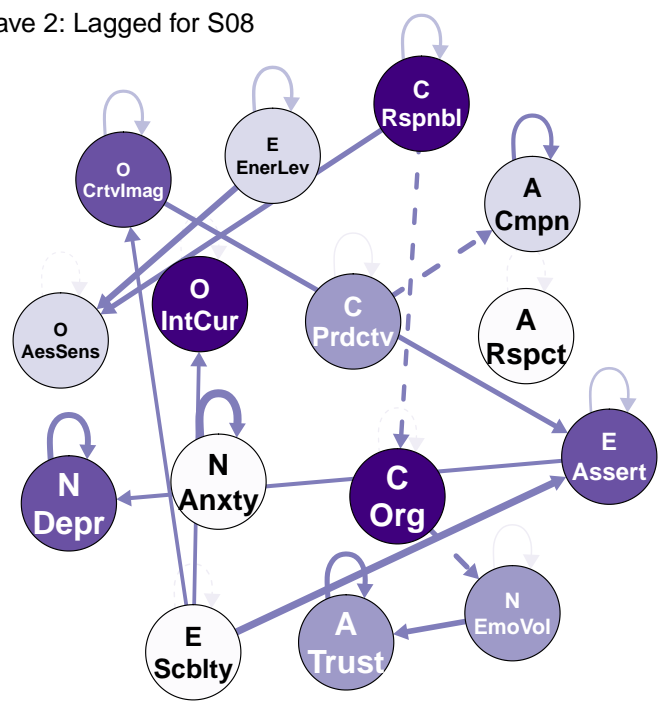 ave 2: Lagged for S08
C
Rspnbl
E
EnerLev
O
CrtvImag
A
Cmpn
O
IntCur
C
Prdctv
A
Rspct
O
AesSens
E
Assert
N
Anxty
N
Depr
C
Org
N
EmoVol
A
Trust
E
Scblty